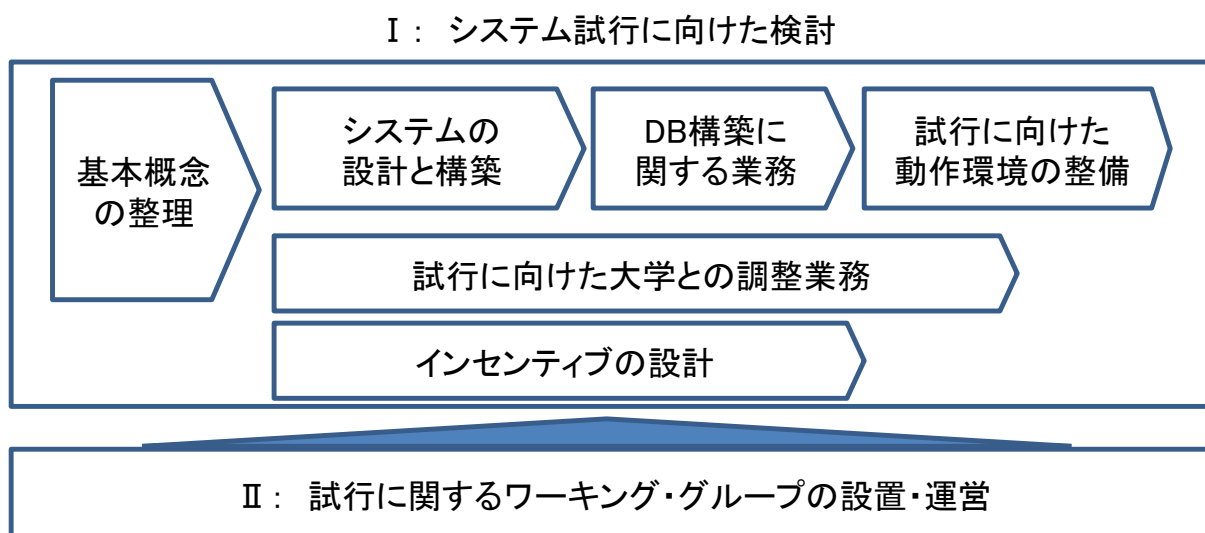 Ⅰ： システム試行に向けた検討
基本概念
の整理
システムの
設計と構築
DB構築に
関する業務
試行に向けた
動作環境の整備
試行に向けた大学との調整業務
インセンティブの設計
Ⅱ： 試行に関するワーキング・グループの設置・運営